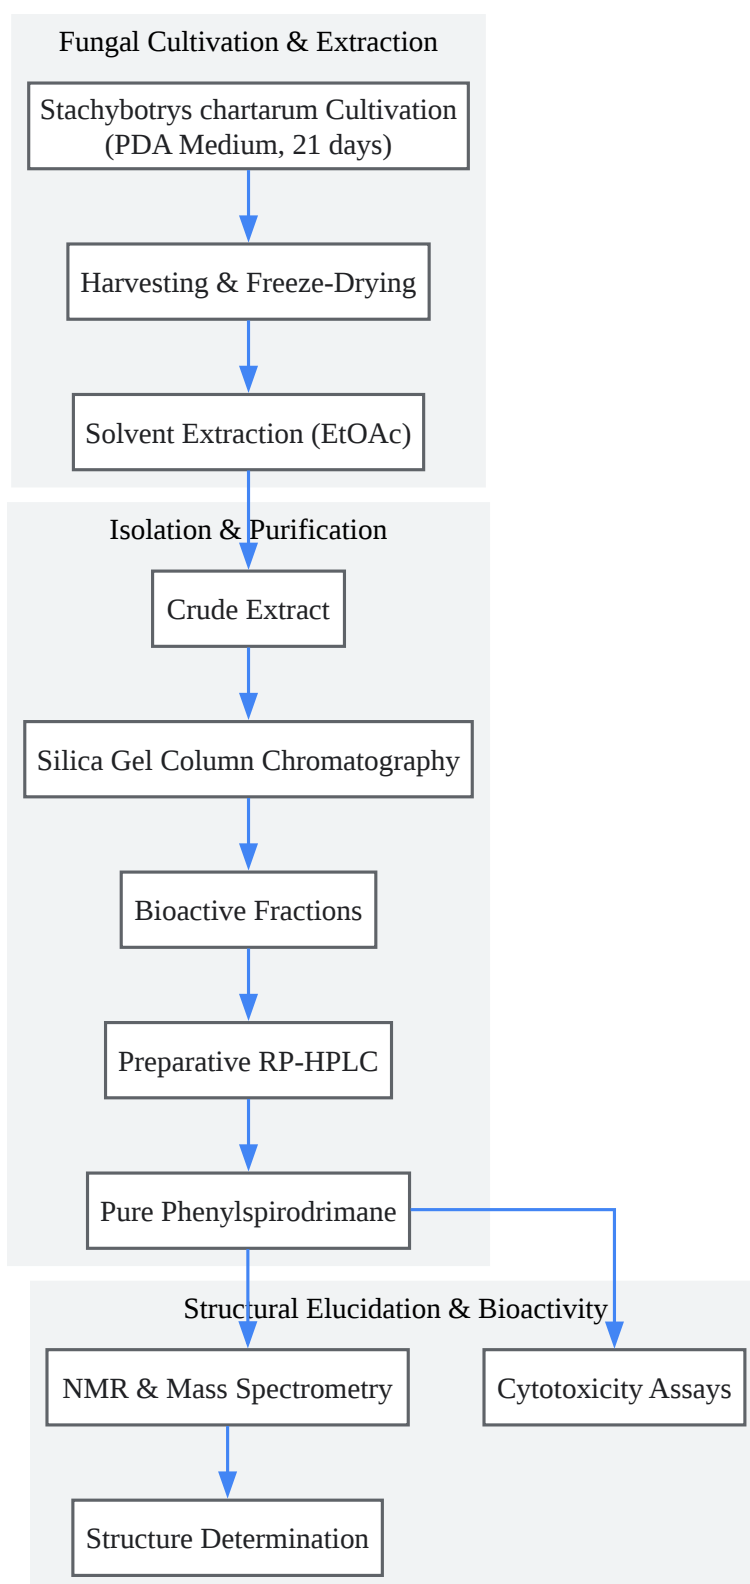 Fungal Cultivation & Extraction
Stachybotrys chartarum Cultivation
(PDA Medium, 21 days)
Harvesting & Freeze-Drying
Solvent Extraction (EtOAc)
Isolation & Purification
Crude Extract
Silica Gel Column Chromatography
Bioactive Fractions
Preparative RP-HPLC
Pure Phenylspirodrimane
Structural Elucidation & Bioactivity
NMR & Mass Spectrometry
Cytotoxicity Assays
Structure Determination